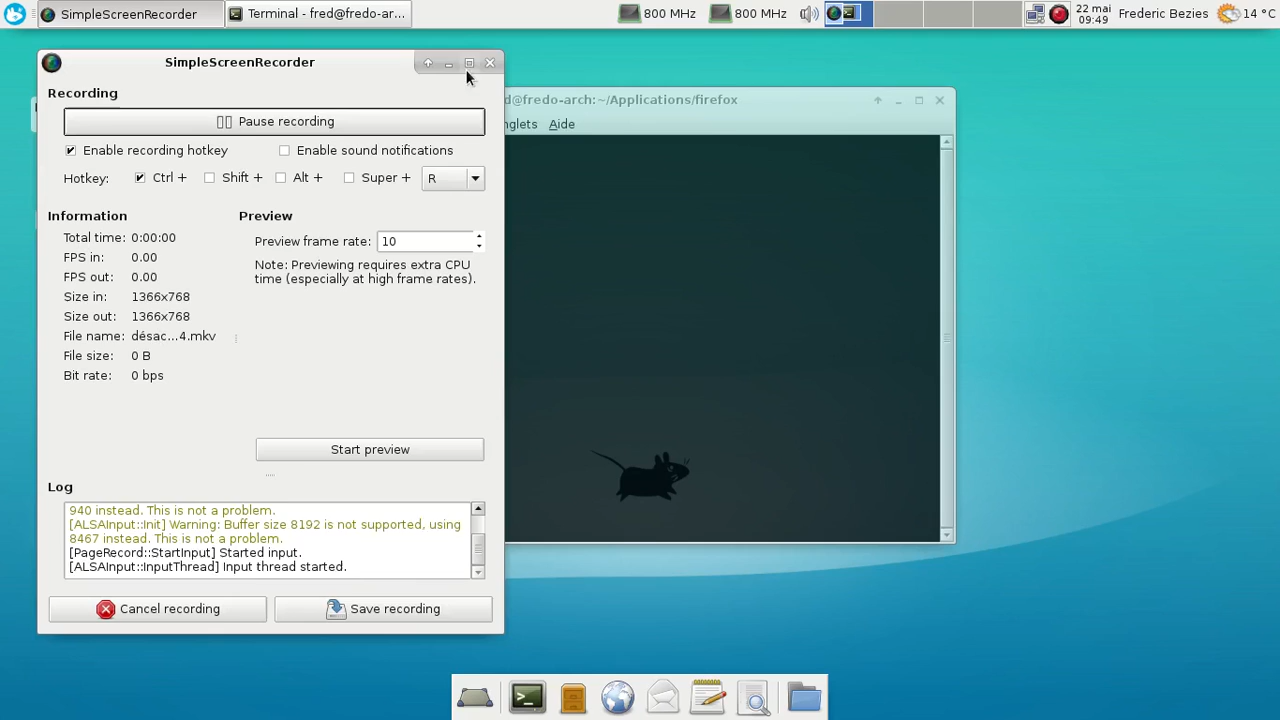 SimpleScreenRecorder
Terminal - fred@fredo-ar...
800 MHz
800 MHz
22 mai
09:49
Frederic Bezies
14 °C
SimpleScreenRecorder
Recording
Pause recording
Enable recording hotkey
Enable sound notifications
Hotkey:
Ctrl +
Shift +
Alt +
Super +
R
Information
Total time: 0:00:00
FPS in: 0.00
FPS out: 0.00
Size in: 1366x768
Size out: 1366x768
File name: désac...4.mkv
File size: 0 B
Bit rate: 0 bps
Preview
Preview frame rate: 10
Note: Previewing requires extra CPU
time (especially at high frame rates).
Start preview
Log
940 instead. This is not a problem.
[ALSAInput::Init] Warning: Buffer size 8192 is not supported, using
8467 instead. This is not a problem.
[PageRecord::StartInput] Started input.
[ALSAInput::InputThread] Input thread started.
Cancel recording
Save recording
d@fredo-arch:~/Applications/firefox
nglets
Aide